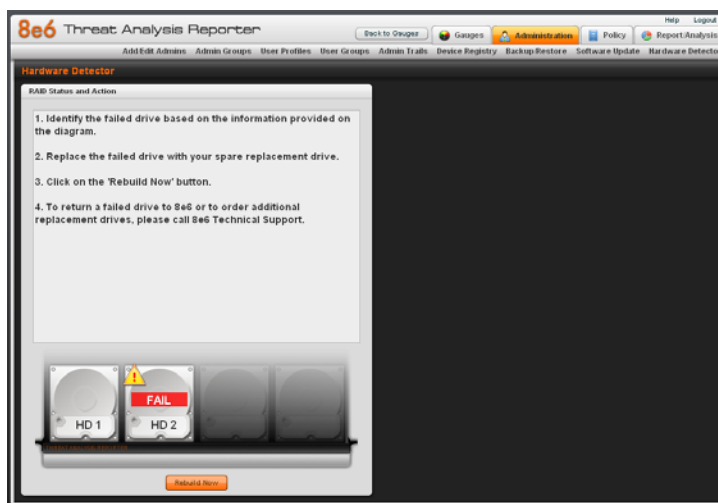 8e6 Threat Analysis Reporter
Help Logout
Back to Gauges
Gauges
Administration
Policy
Report/Analysis
Add/Edit Admins Admin Groups User Profiles User Groups Admin Trails Device Registry Backup/Restore Software Update Hardware Detecto
Hardware Detector
RAID Status and Action
1. Identify the failed drive based on the information provided on
the diagram.
2. Replace the failed drive with your spare replacement drive.
3. Click on the 'Rebuild Now' button.
4. To return a failed drive to 8e6 or to order additional
replacement drives, please call 8e6 Technical Support.
FAIL
HD 1
HD 2
Rebuild Now